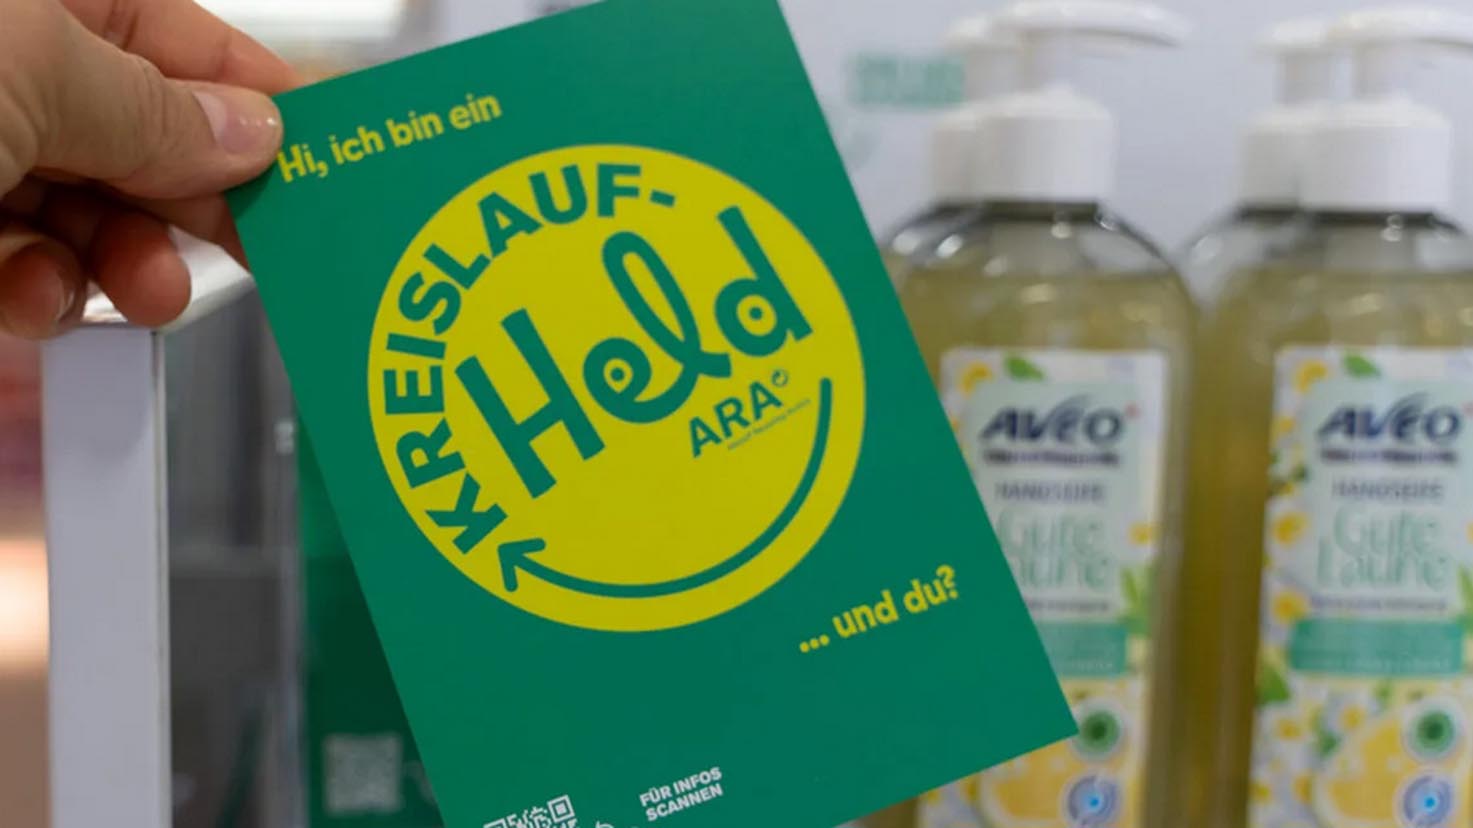 Hi, ich bin ein
KREISLAUF-
Held
ARA
... und du?
FÜR INFOS
SCANNEN
AVEO
HANDSEIFE
Gute
Laune
AVEO
HANDSEIFE
Gute
Laune